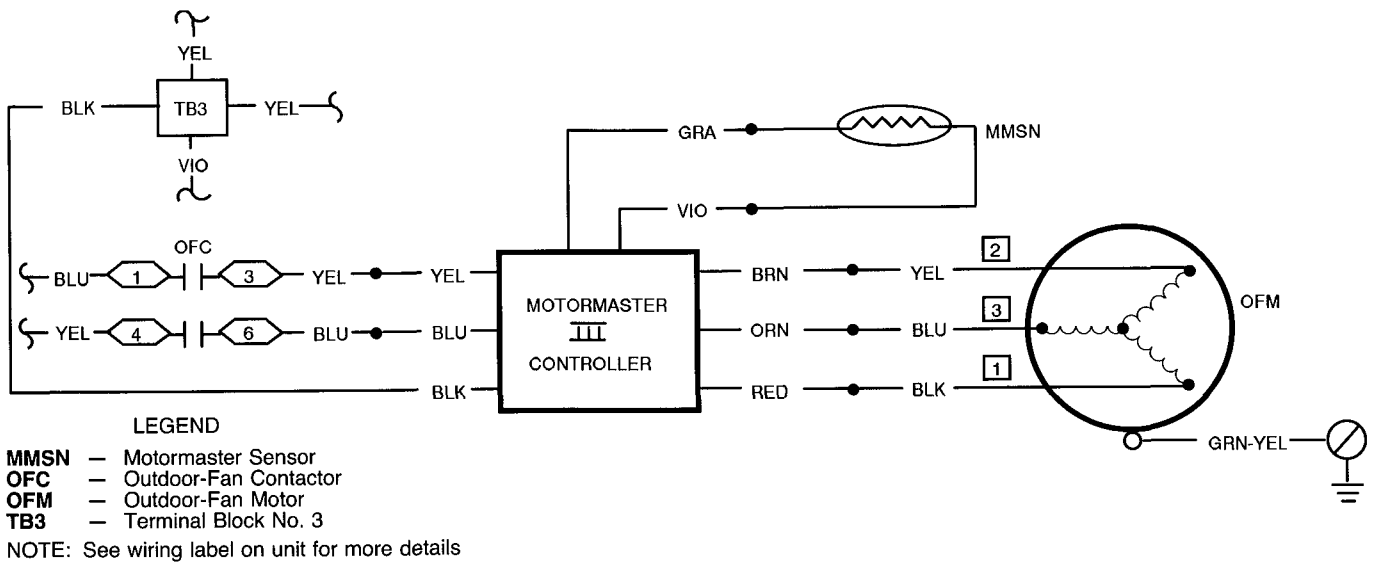 YEL
BLK TB3 YEL
VIO
GRA MMSN
VIO
OFC
BLU 1 3 YEL YEL BRN YEL 2
MOTORMASTER
III
CONTROLLER
OFM
YEL 4 6 BLU BLU ORN BLU 3
BLK RED BLK 1
GRN-YEL
LEGEND
MMSN — Motormaster Sensor
OFC — Outdoor-Fan Contactor
OFM — Outdoor-Fan Motor
TB3 — Terminal Block No. 3
NOTE: See wiring label on unit for more details